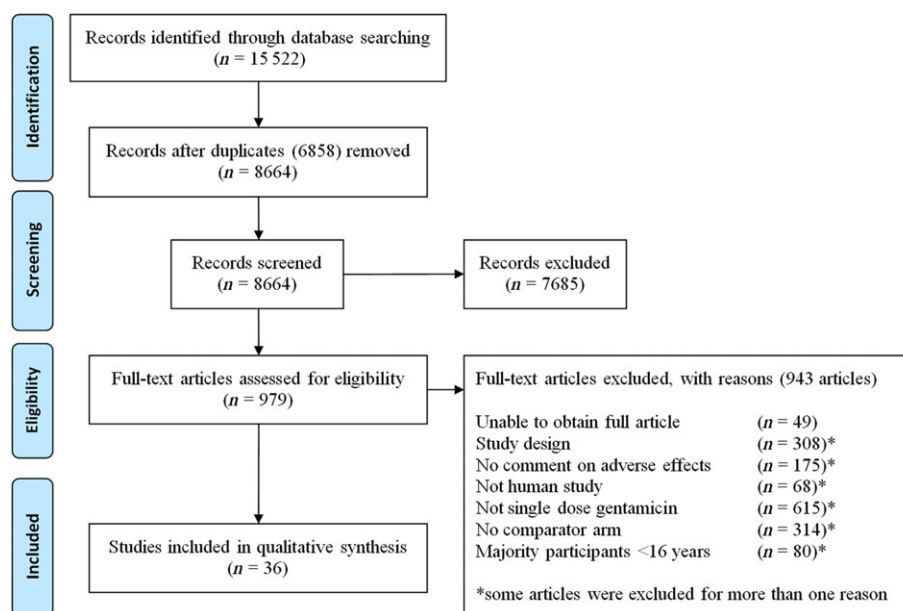 Identification
Records identified through database searching
(n = 15 522)
Records after duplicates (6858) removed
(n = 8664)
Screening
Records screened
(n = 8664)
Records excluded
(n = 7685)
Eligibility
Full-text articles assessed for eligibility
(n = 979)
Full-text articles excluded, with reasons (943 articles)
Unable to obtain full article (n = 49)
Study design (n = 308)*
No comment on adverse effects (n = 175)*
Not human study (n = 68)*
Not single dose gentamicin (n = 615)*
No comparator arm (n = 314)*
Majority participants <16 years (n = 80)*
*some articles were excluded for more than one reason
Included
Studies included in qualitative synthesis
(n = 36)